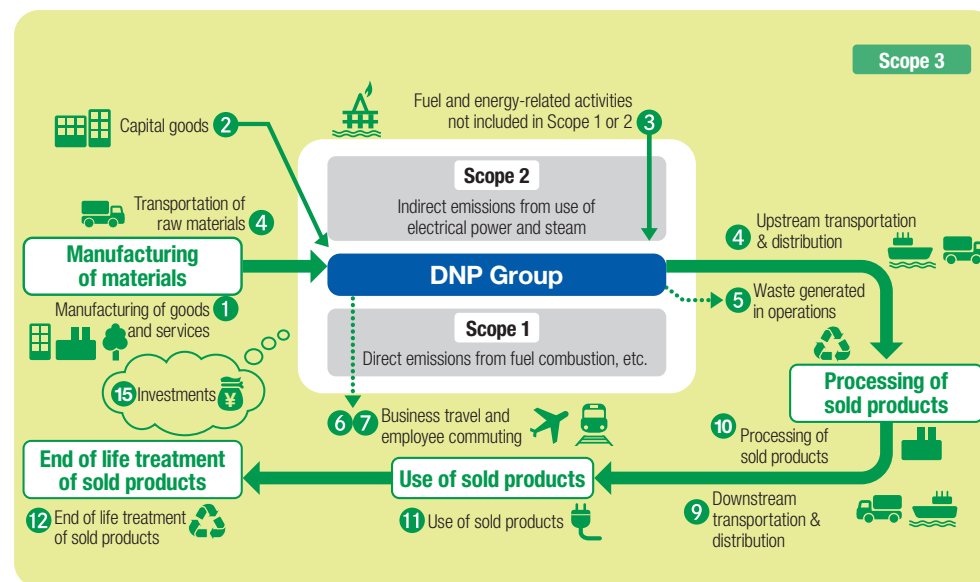 Scope 3
Capital goods 2
Fuel and energy-related activities
not included in Scope 1 or 2 3
Scope 2
Indirect emissions from use of
electrical power and steam
Transportation of
raw materials 4
Manufacturing
of materials
DNP Group
4 Upstream transportation
& distribution
5 Waste generated
in operations
Manufacturing of goods 1
and services
Scope 1
Direct emissions from fuel combustion, etc.
15 Investments ¥
Processing of
sold products
6 7 Business travel and
employee commuting
10 Processing of
sold products
End of life treatment
of sold products
Use of sold products
12 End of life treatment
of sold products
11 Use of sold products
9 Downstream
transportation &
distribution